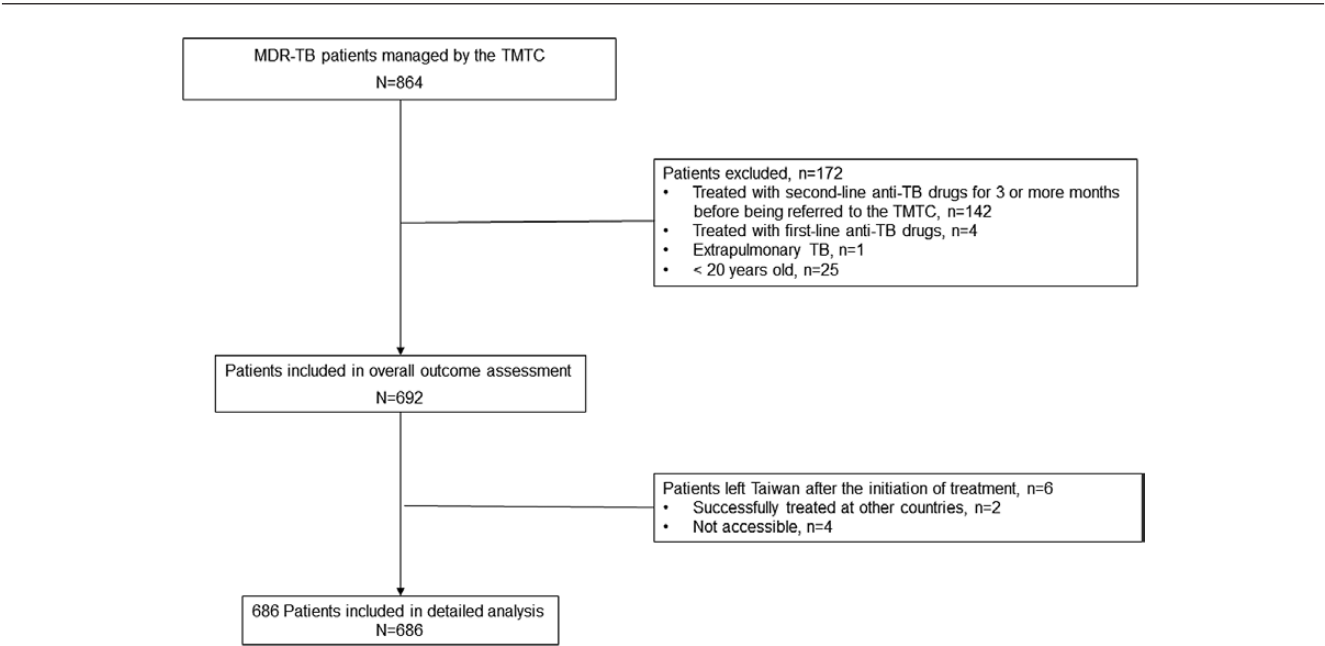 MDR-TB patients managed by the TMTC
N=864
Patients excluded, n=172
• Treated with second-line anti-TB drugs for 3 or more months
before being referred to the TMTC, n=142
• Treated with first-line anti-TB drugs, n=4
• Extrapulmonary TB, n=1
• < 20 years old, n=25
Patients included in overall outcome assessment
N=692
Patients left Taiwan after the initiation of treatment, n=6
• Successfully treated at other countries, n=2
• Not accessible, n=4
686 Patients included in detailed analysis
N=686